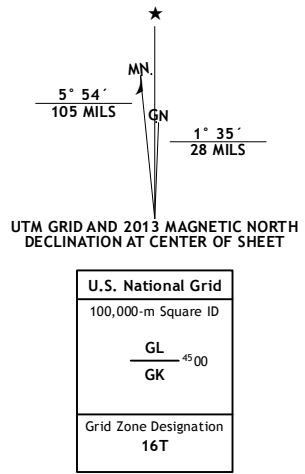 MN.
GN
5° 54´
105 MILS
1° 35´
28 MILS
UTM GRID AND 2013 MAGNETIC NORTH
DECLINATION AT CENTER OF SHEET
U.S. National Grid
100,000-m Square ID
GL
4500
GK
Grid Zone Designation
16T